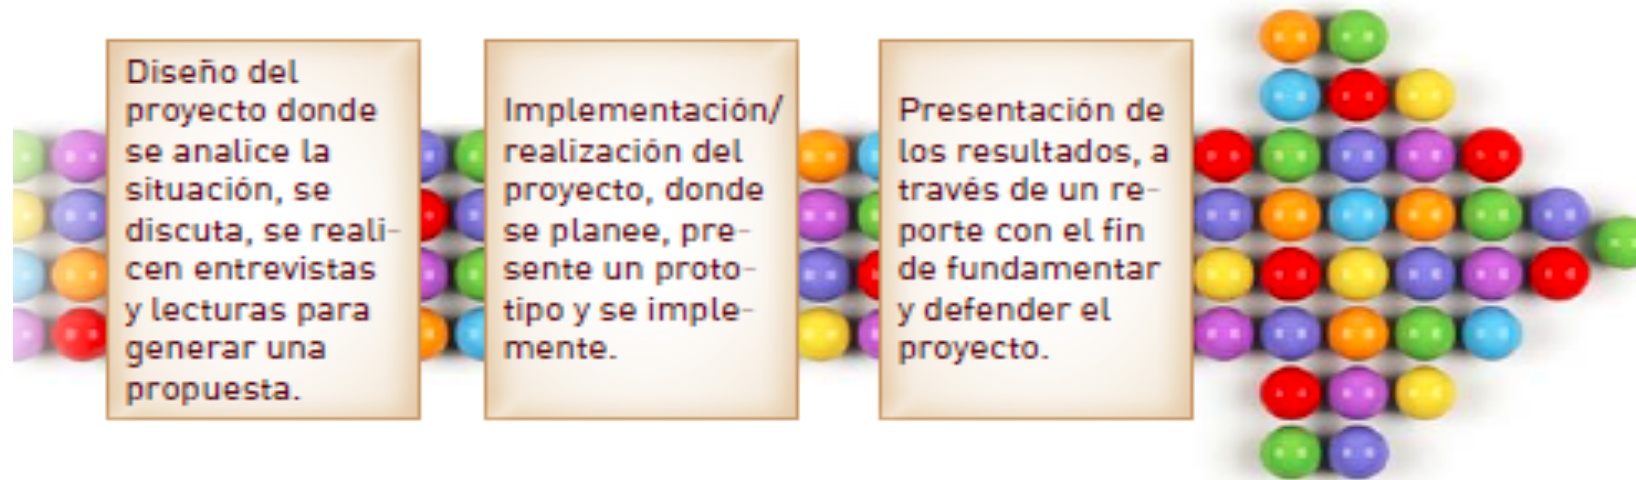 Diseño del
proyecto donde
se analice la
situación, se
discuta, se reali-
cen entrevistas
y lecturas para
generar una
propuesta.
Implementación/
realización del
proyecto, donde
se planee, pre-
sente un proto-
tipo y se imple-
mente.
Presentación de
los resultados, a
través de un re-
porte con el fin
de fundamentar
y defender el
proyecto.